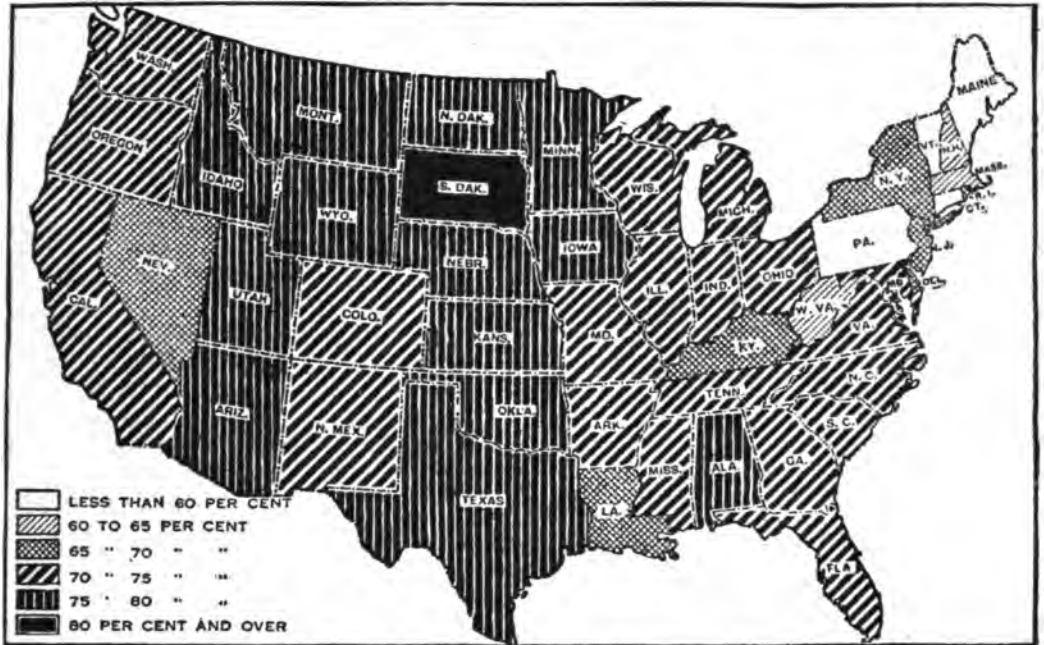 WASH.
MONT.
N. DAK.
MINN.
MAINE
OREGON
IDAHO
S. DAK.
WIS.
VT.
N.H.
MASS.
WYO.
MICH.
N. Y.
R. I.
CT.
NEV.
NEBR.
IOWA
PA.
N. J.
CAL.
UTAH
COLO.
ILL.
IND.
OHIO
W. VA.
MD.
DEL.
KANS.
MO.
KY.
VA.
ARIZ.
N. MEX.
OKLA.
ARK.
TENN.
N. C.
S. C.
TEXAS
LA.
MISS.
ALA.
GA.
FLA
LESS THAN 60 PER CENT
60 TO 65 PER CENT
65 " 70 " "
70 " 75 " "
75 " 80 " "
80 PER CENT AND OVER